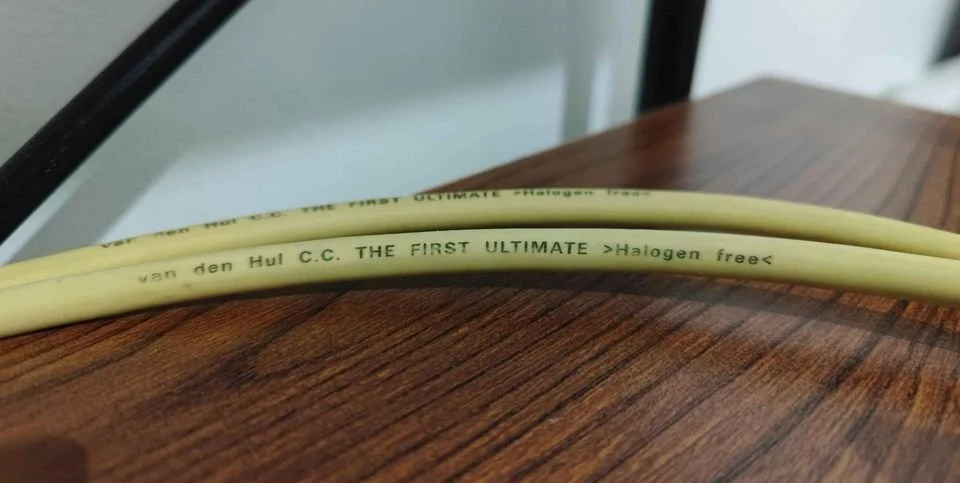 van den Hul C.C. THE FIRST ULTIMATE >Halogen free<
van den Hul C.C. THE FIRST ULTIMATE >Halogen free<